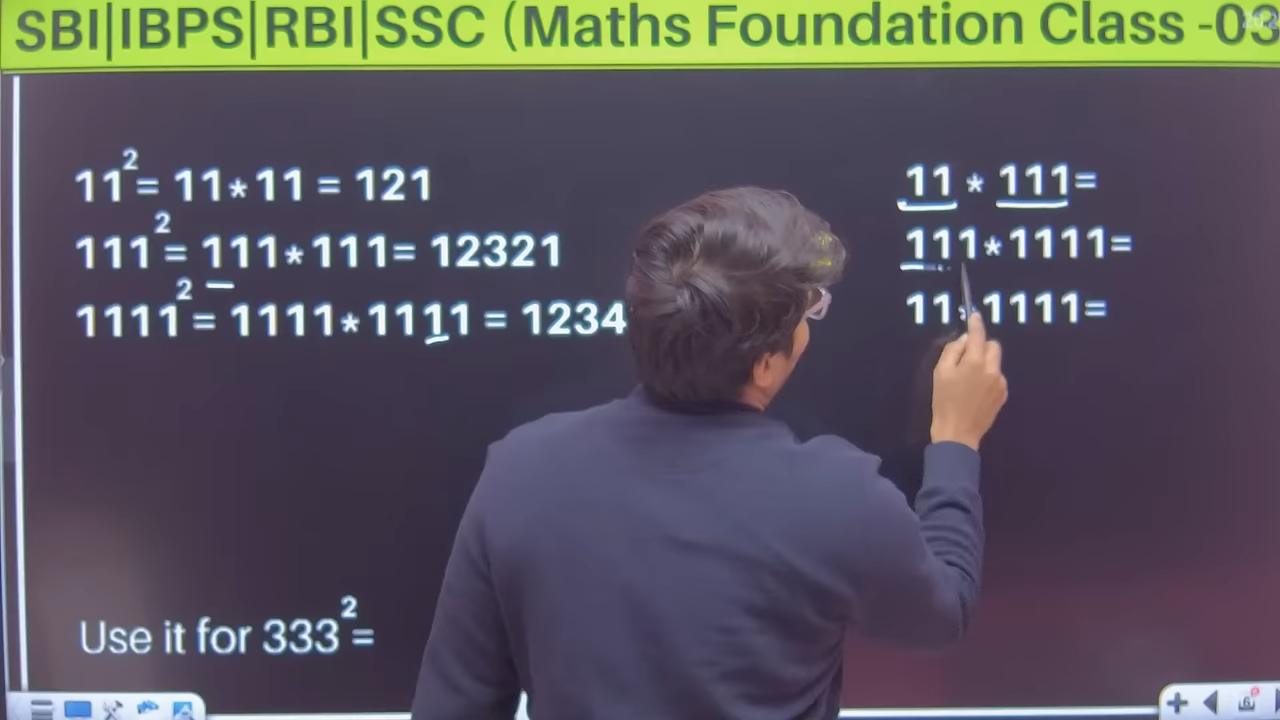 SBI|IBPS|RBI|SSC (Maths Foundation Class -03
11²= 11*11 = 121
111²= 111*111= 12321
1111²= 1111*1111 = 1234
11 * 111=
111*1111=
11*1111=
Use it for 333²=